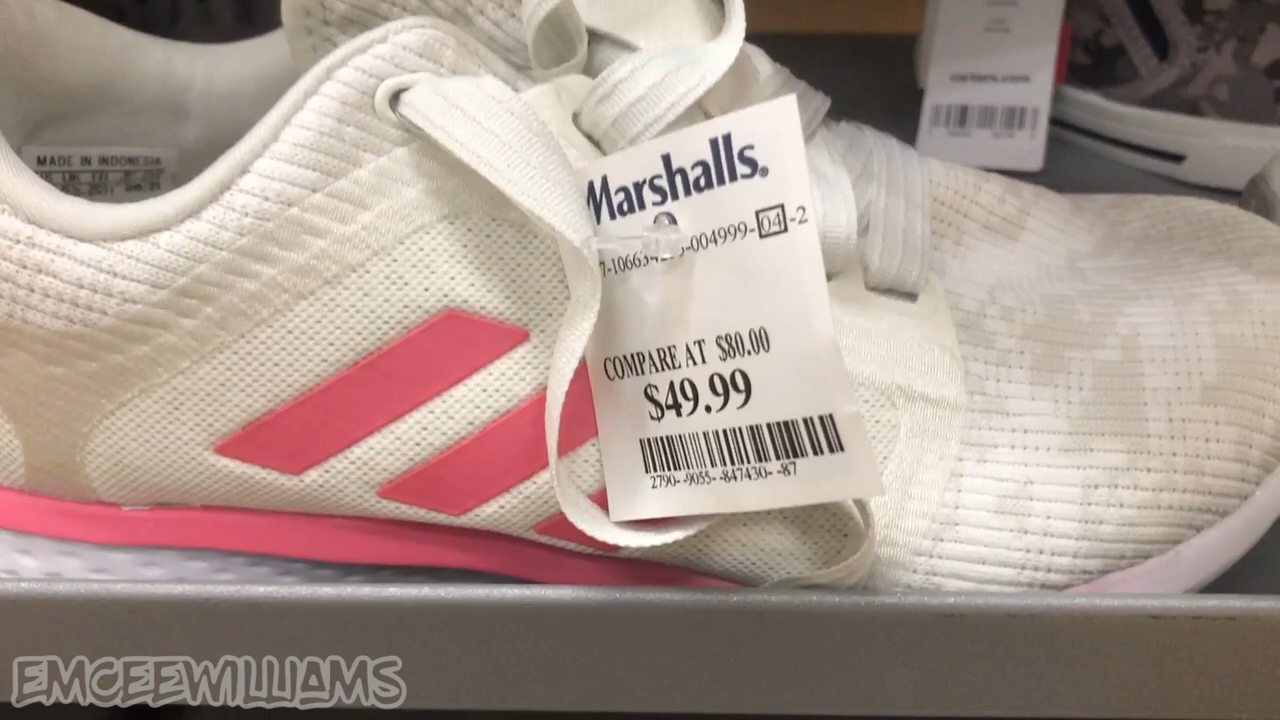 MADE IN INDONESIA
Marshalls®
-004999-04-2
COMPARE AT $80.00
$49.99
2790- -9055- -847430- -87
EMCEEWILLIAMS